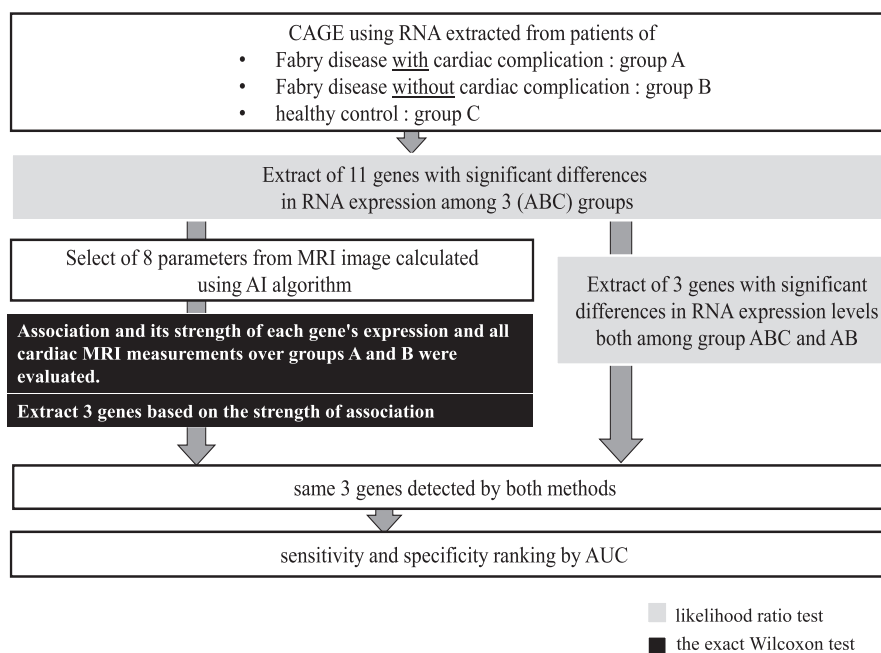 CAGE using RNA extracted from patients of
• Fabry disease with cardiac complication : group A
• Fabry disease without cardiac complication : group B
• healthy control : group C
Extract of 11 genes with significant differences
in RNA expression among 3 (ABC) groups
Select of 8 parameters from MRI image calculated
using AI algorithm
Association and its strength of each gene's expression and all
cardiac MRI measurements over groups A and B were
evaluated.
Extract 3 genes based on the strength of association
Extract of 3 genes with significant
differences in RNA expression levels
both among group ABC and AB
same 3 genes detected by both methods
sensitivity and specificity ranking by AUC
likelihood ratio test
the exact Wilcoxon test